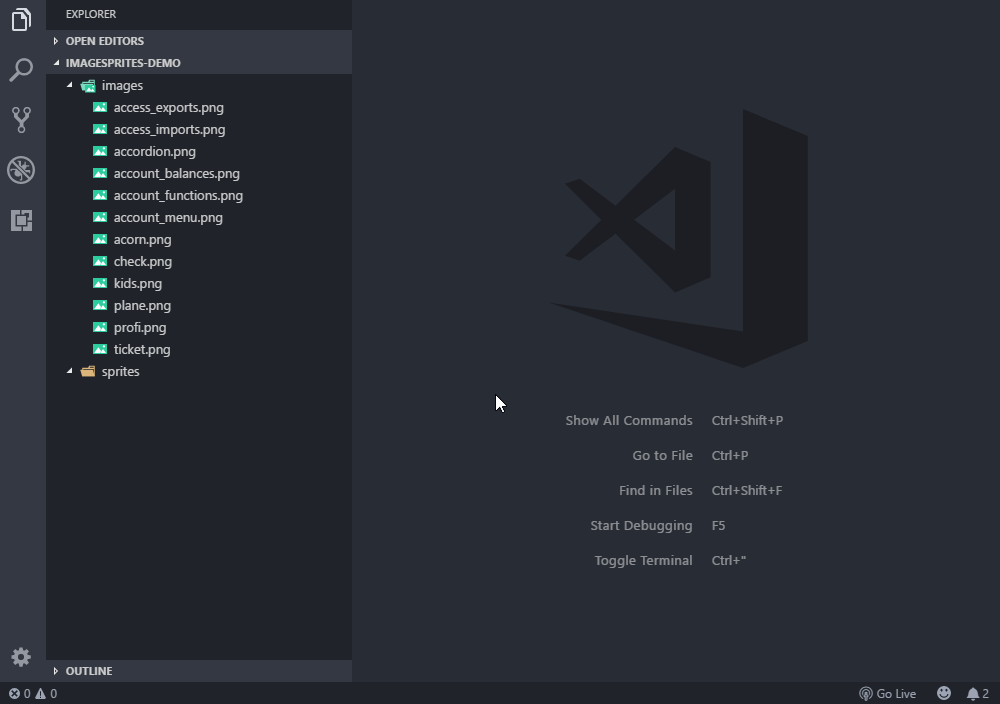 EXPLORER
OPEN EDITORS
IMAGESPRITES-DEMO
images
access_exports.png
access_imports.png
accordion.png
account_balances.png
account_functions.png
account_menu.png
acorn.png
check.png
kids.png
plane.png
profi.png
ticket.png
sprites
OUTLINE
Show All Commands Ctrl+Shift+P
Go to File Ctrl+P
Find in Files Ctrl+Shift+F
Start Debugging F5
Toggle Terminal Ctrl+"
0 0 Go Live 2